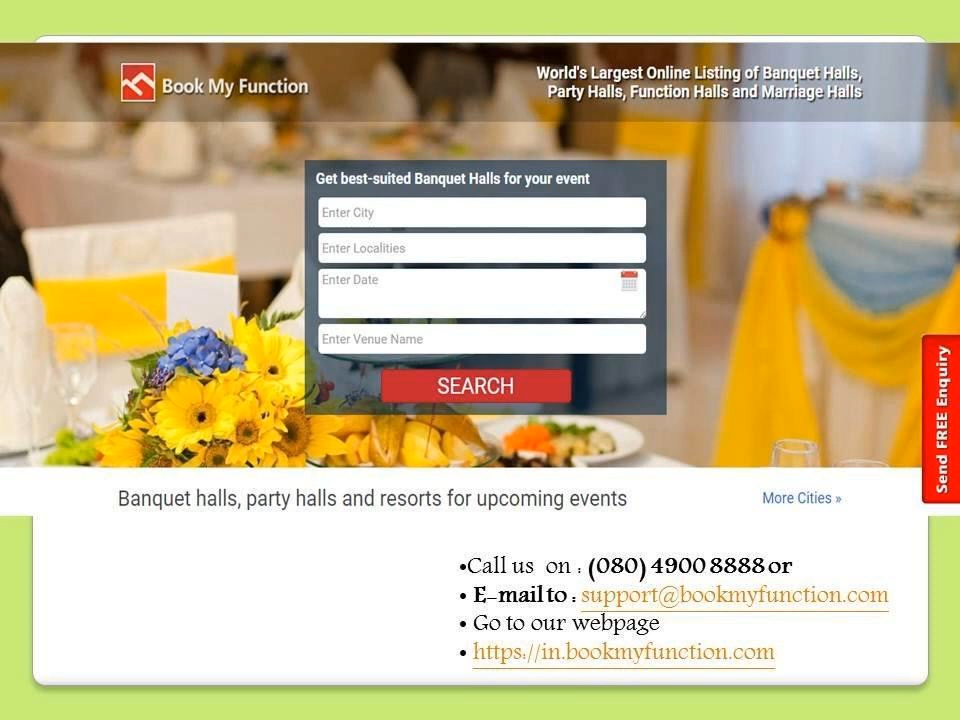 Book My Function
World's Largest Online Listing of Banquet Halls,
Party Halls, Function Halls and Marriage Halls
Get best-suited Banquet Halls for your event
Enter City
Enter Localities
Enter Date
Enter Venue Name
SEARCH
Send FREE Enquiry
Banquet halls, party halls and resorts for upcoming events
More Cities »
•Call us on : (080) 4900 8888 or
• E-mail to : support@bookmyfunction.com
• Go to our webpage
• https://in.bookmyfunction.com